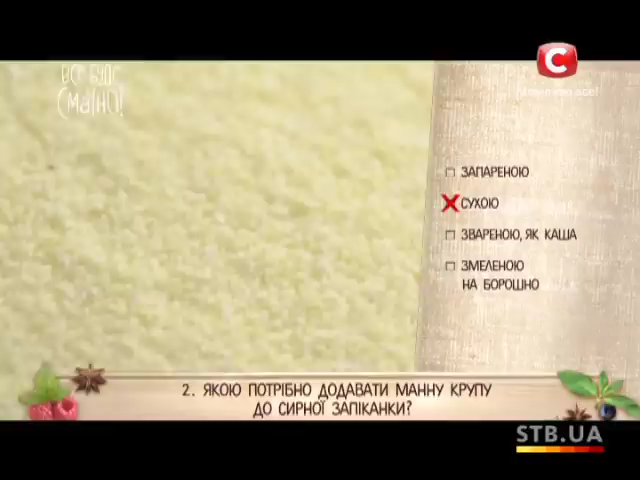 ВСЕ БУДЕ
СМАЧНО!
ЗАПАРЕНОЮ
СУХОЮ
ЗВАРЕНОЮ, ЯК КАША
ЗМЕЛЕНОЮ
НА БОРОШНО
2. ЯКОЮ ПОТРІБНО ДОДАВАТИ МАННУ КРУПУ
ДО СИРНОЇ ЗАПІКАНКИ?
STB.UA